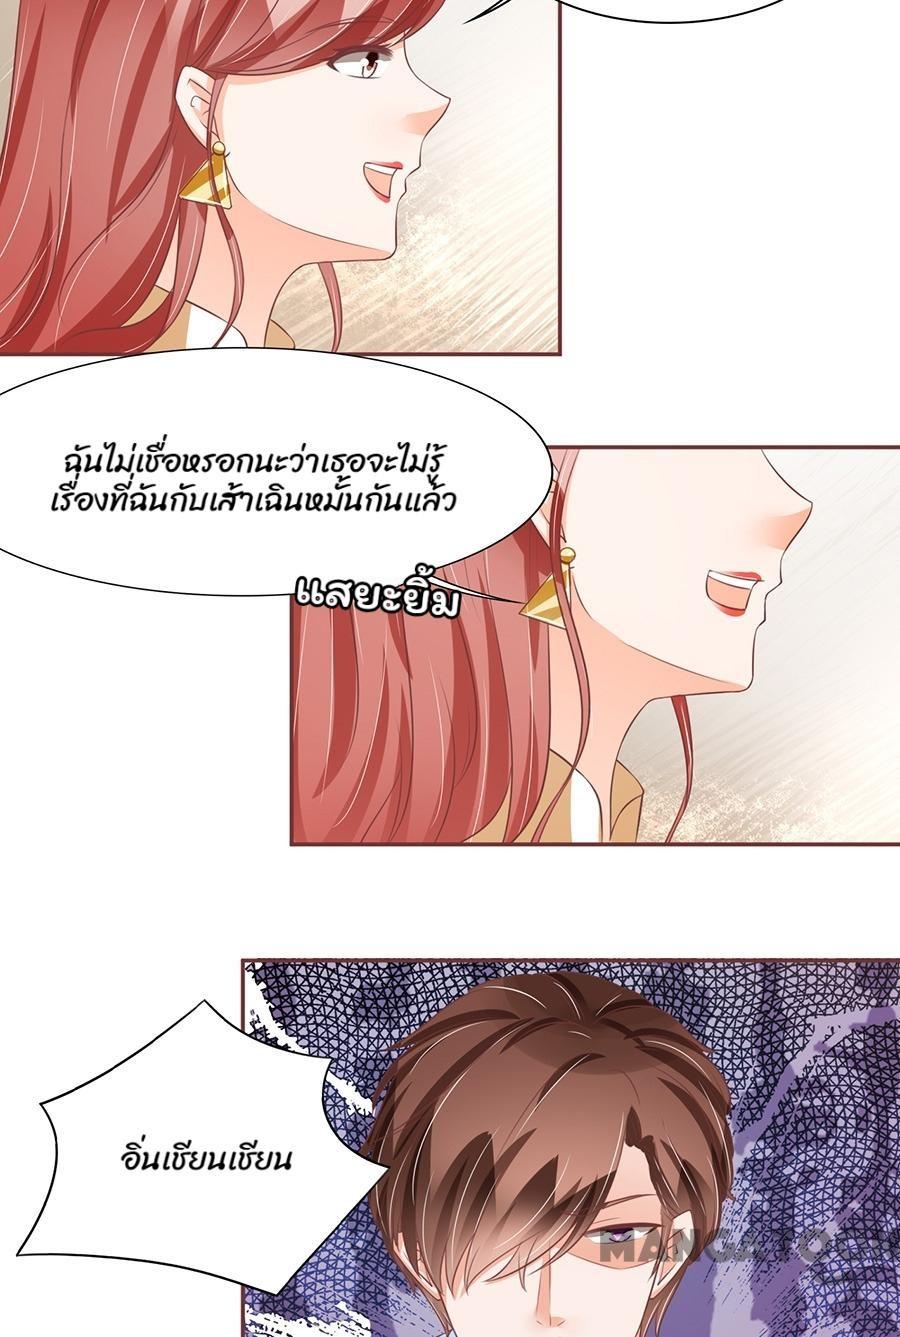 ฉันไม่เชื่อหรอกนะว่าเธอจะไม่รู้
เรื่องที่ฉันกับเส้าเฉินหมั้นกันแล้ว
แสยะยิ้ม
อิ่นเชียนเชียน
MANGATOON